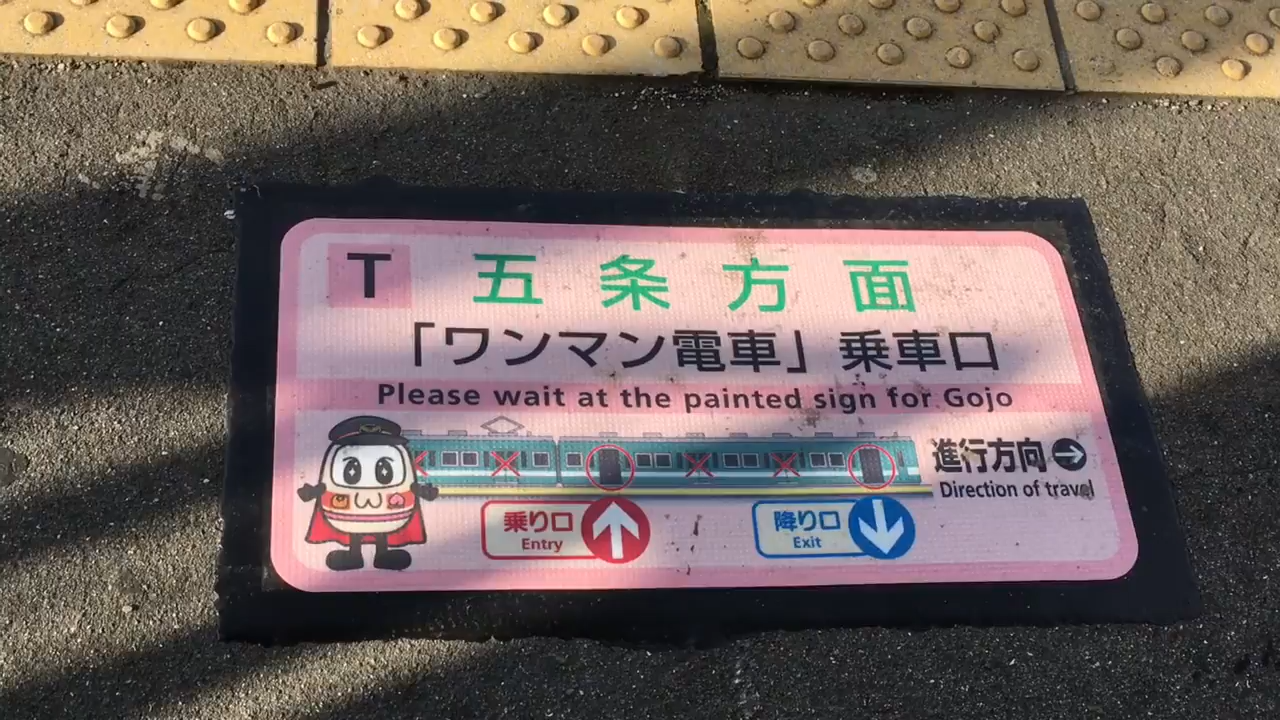 T 五条方面
「ワンマン電車」乗車口
Please wait at the painted sign for Gojo
進行方向
Direction of travel
乗り口
Entry
降り口
Exit